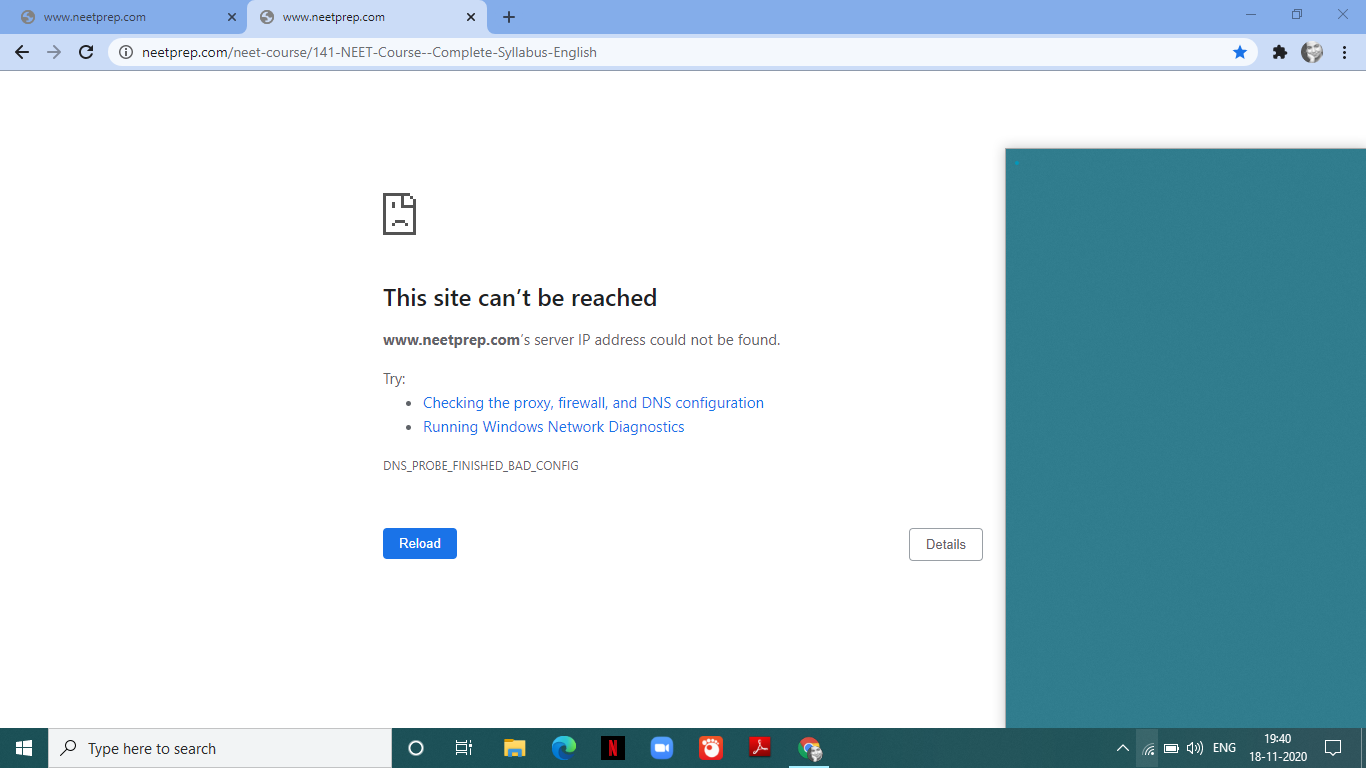 www.neetprep.com
www.neetprep.com
neetprep.com/neet-course/141-NEET-Course--Complete-Syllabus-English
This site can’t be reached
www.neetprep.com’s server IP address could not be found.
Try:
Checking the proxy, firewall, and DNS configuration
Running Windows Network Diagnostics
DNS_PROBE_FINISHED_BAD_CONFIG
Reload
Details
Type here to search
ENG
19:40
18-11-2020